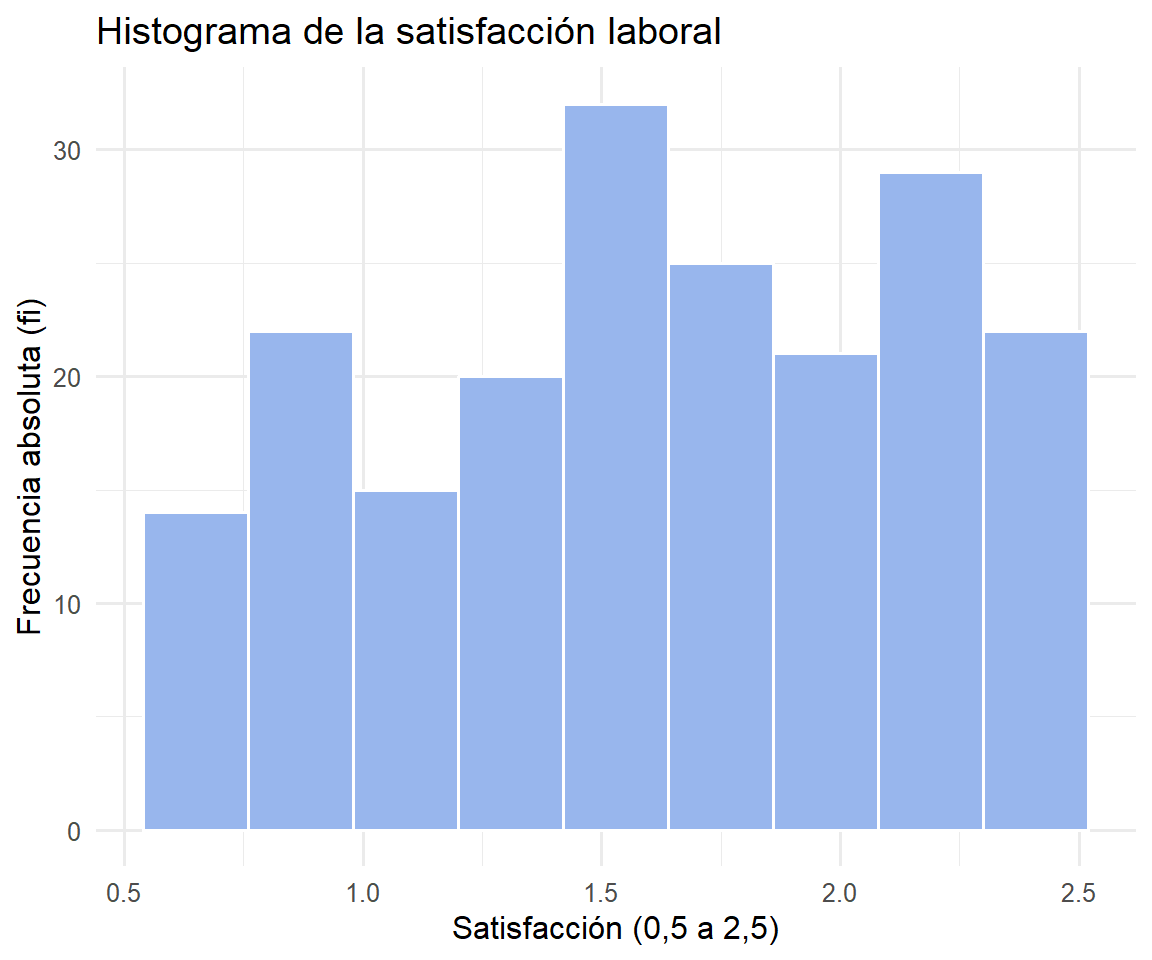 Histograma de la satisfacción laboral
Frecuencia absoluta (fi)
30
20
10
0
0.5 1.0 1.5 2.0 2.5
Satisfacción (0,5 a 2,5)